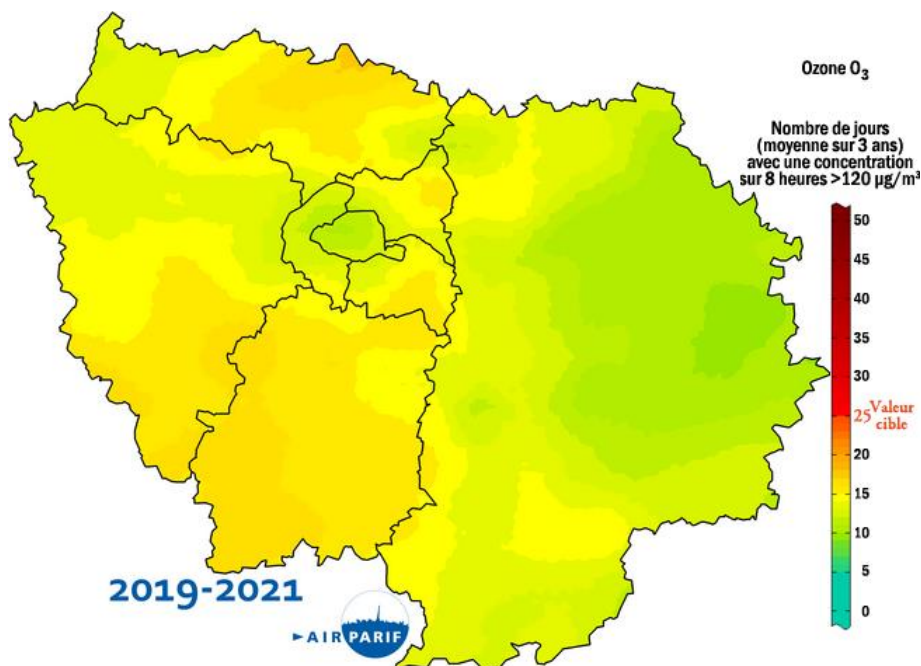 Ozone O₃
Nombre de jours
(moyenne sur 3 ans)
avec une concentration
sur 8 heures >120 µg/m³
50
45
40
35
30
25 Valeur
cible
20
15
10
5
0
2019-2021
AIRPARIF